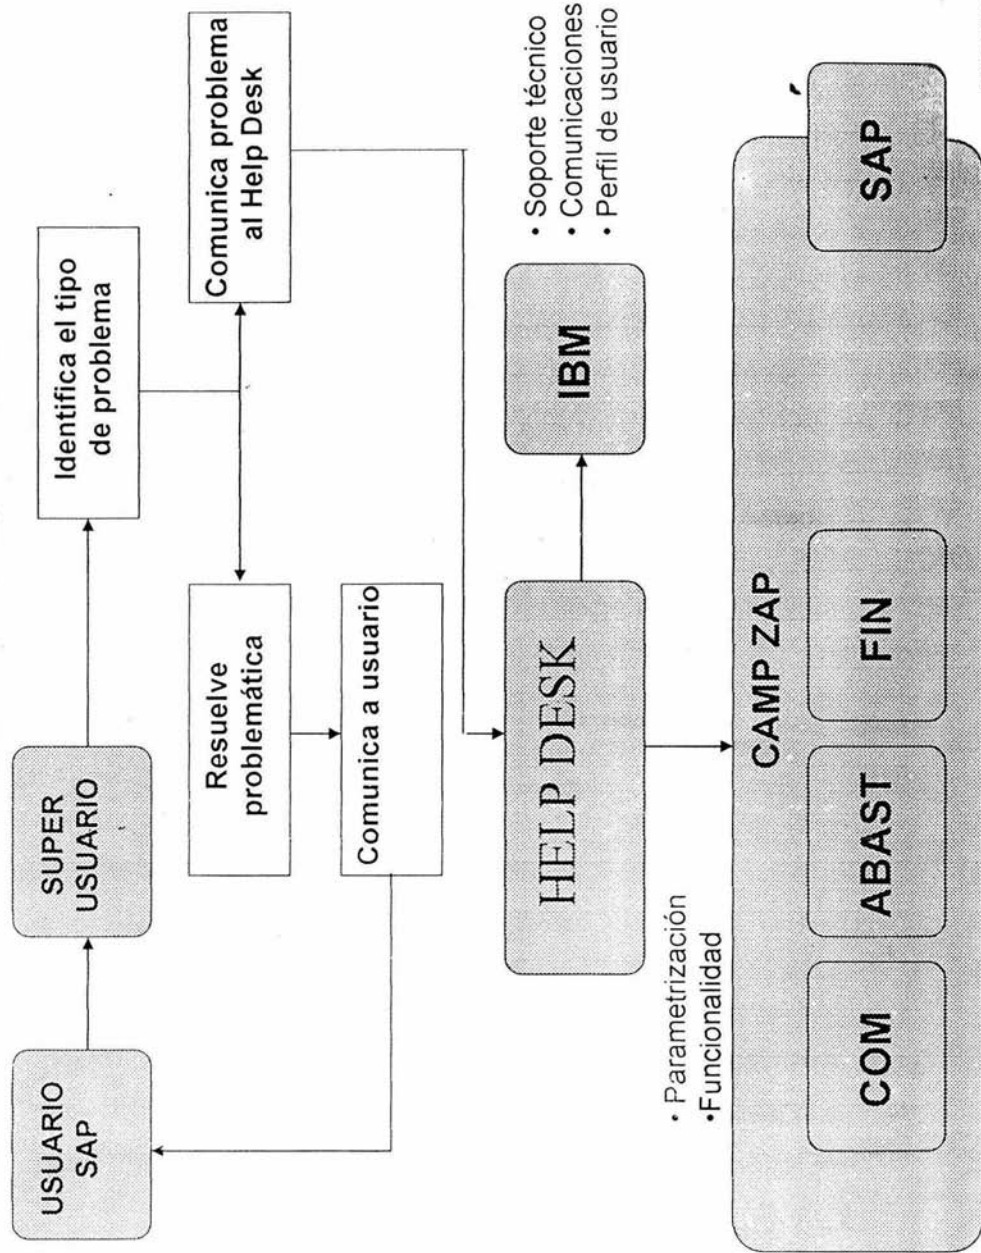 USUARIO
SAP
SUPER
USUARIO
Identifica el tipo
de problema
Resuelve
problemática
Comunica problema
al Help Desk
Comunica a usuario
HELP DESK
IBM
• Soporte técnico
• Comunicaciones
• Perfil de usuario
• Parametrización
•Funcionalidad
CAMP ZAP
COM
ABAST
FIN
SAP